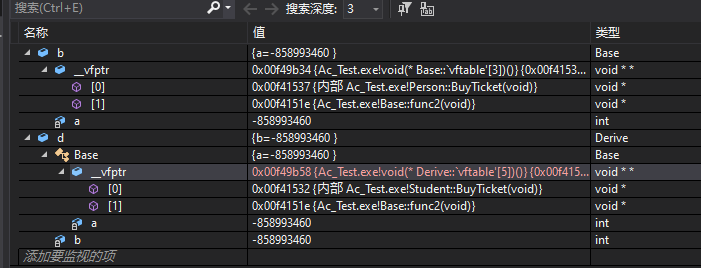 搜索(Ctrl+E) 搜索深度: 3
名称 值 类型
b {a=-858993460 } Base
__vfptr 0x00f49b34 {Ac_Test.exe!void(* Base::`vftable'[3])()} {0x00f4153... void * *
[0] 0x00f41537 {内部 Ac_Test.exe!Person::BuyTicket(void)} void *
[1] 0x00f4151e {Ac_Test.exe!Base::func2(void)} void *
a -858993460 int
d {b=-858993460 } Derive
Base {a=-858993460 } Base
__vfptr 0x00f49b58 {Ac_Test.exe!void(* Derive::`vftable'[5])()} {0x00f415... void * *
[0] 0x00f41532 {内部 Ac_Test.exe!Student::BuyTicket(void)} void *
[1] 0x00f4151e {Ac_Test.exe!Base::func2(void)} void *
a -858993460 int
b -858993460 int
添加要监视的项